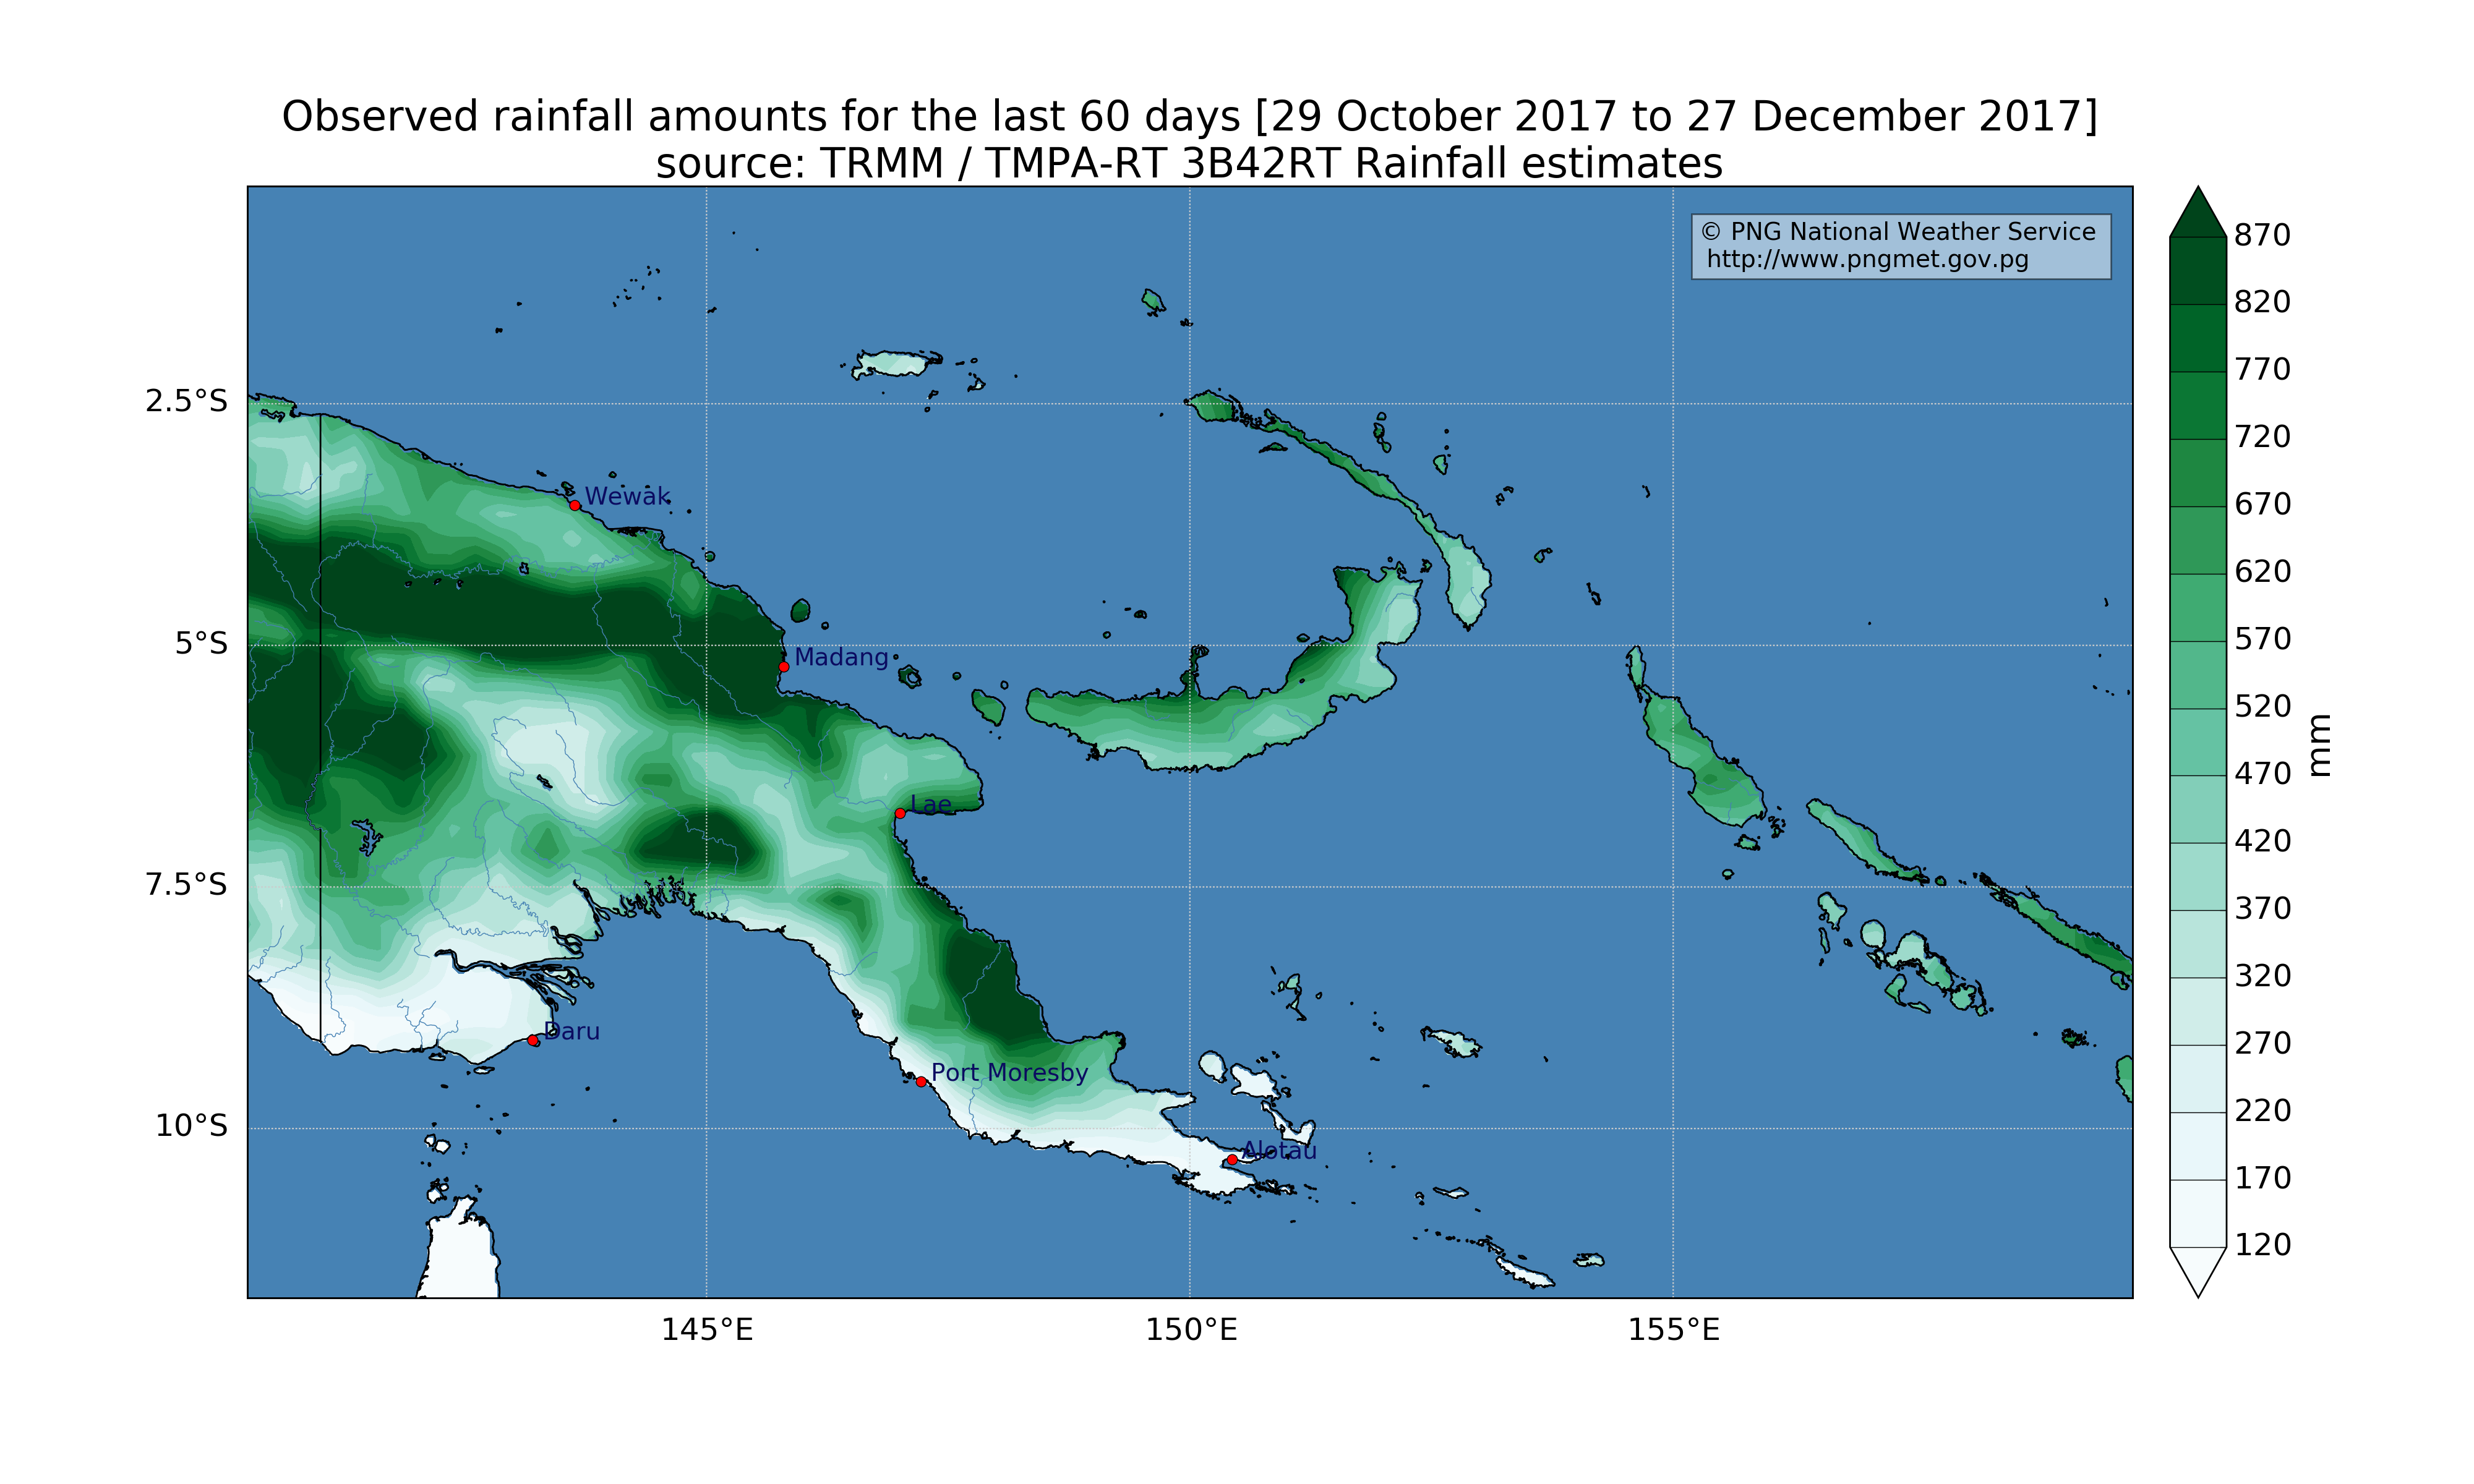 Observed rainfall amounts for the last 60 days [29 October 2017 to 27 December 2017]
source: TRMM / TMPA-RT 3B42RT Rainfall estimates
© PNG National Weather Service
http://www.pngmet.gov.pg
870
820
770
720
670
620
570
520
470
420
370
320
270
220
170
120
mm
2.5°S
5°S
7.5°S
10°S
Wewak
Madang
Lae
Daru
Port Moresby
Alotau
145°E
150°E
155°E